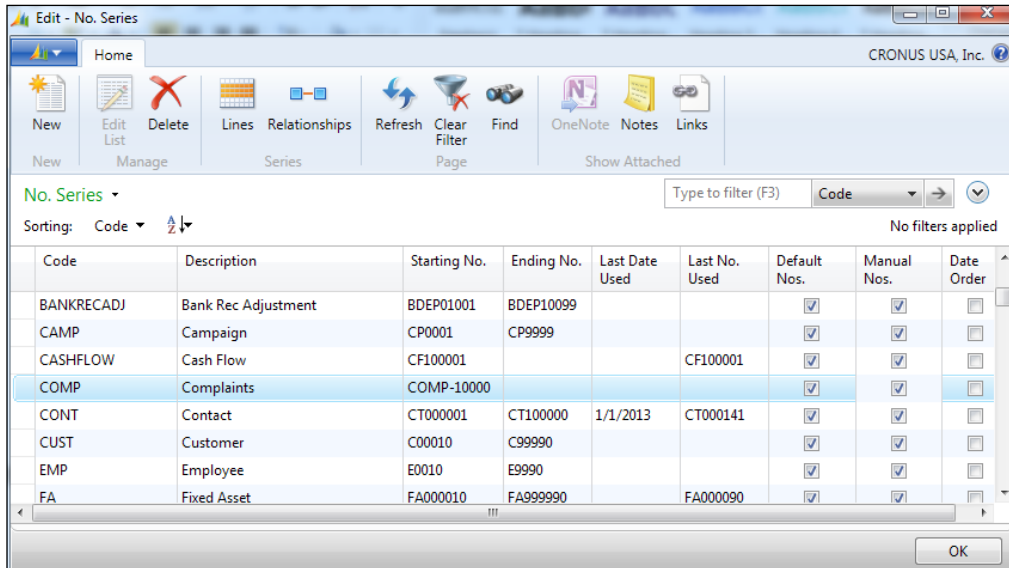 Edit - No. Series
Home
CRONUS USA, Inc.
New
Edit List
Delete
Lines
Relationships
Refresh
Clear Filter
Find
OneNote
Notes
Links
New
Manage
Series
Page
Show Attached
No. Series
Type to filter (F3)
Code
Sorting: Code
No filters applied
Code Description Starting No. Ending No. Last Date Used Last No. Used Default Nos. Manual Nos. Date Order
BANKRECADJ Bank Rec Adjustment BDEP01001 BDEP10099
CAMP Campaign CP0001 CP9999
CASHFLOW Cash Flow CF100001 CF100001
COMP Complaints COMP-10000
CONT Contact CT000001 CT100000 1/1/2013 CT000141
CUST Customer C00010 C99990
EMP Employee E0010 E9990
FA Fixed Asset FA000010 FA999990 FA000090
OK